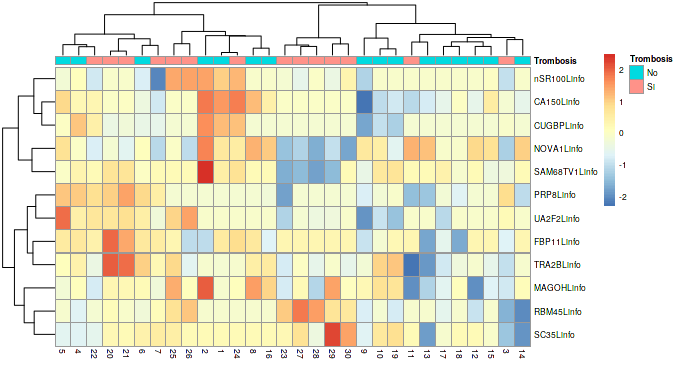 Trombosis
Trombosis
No
Si
nSR100Linfo
CA150Linfo
CUGBPLinfo
NOVA1Linfo
SAM68TV1Linfo
PRP8Linfo
UA2F2Linfo
FBP11Linfo
TRA2BLinfo
MAGOHLinfo
RBM45Linfo
SC35Linfo
2
1
0
-1
-2
5 4 22 20 21 6 7 25 26 2 1 24 8 16 23 27 28 29 30 9 10 19 11 13 17 18 12 15 3 14